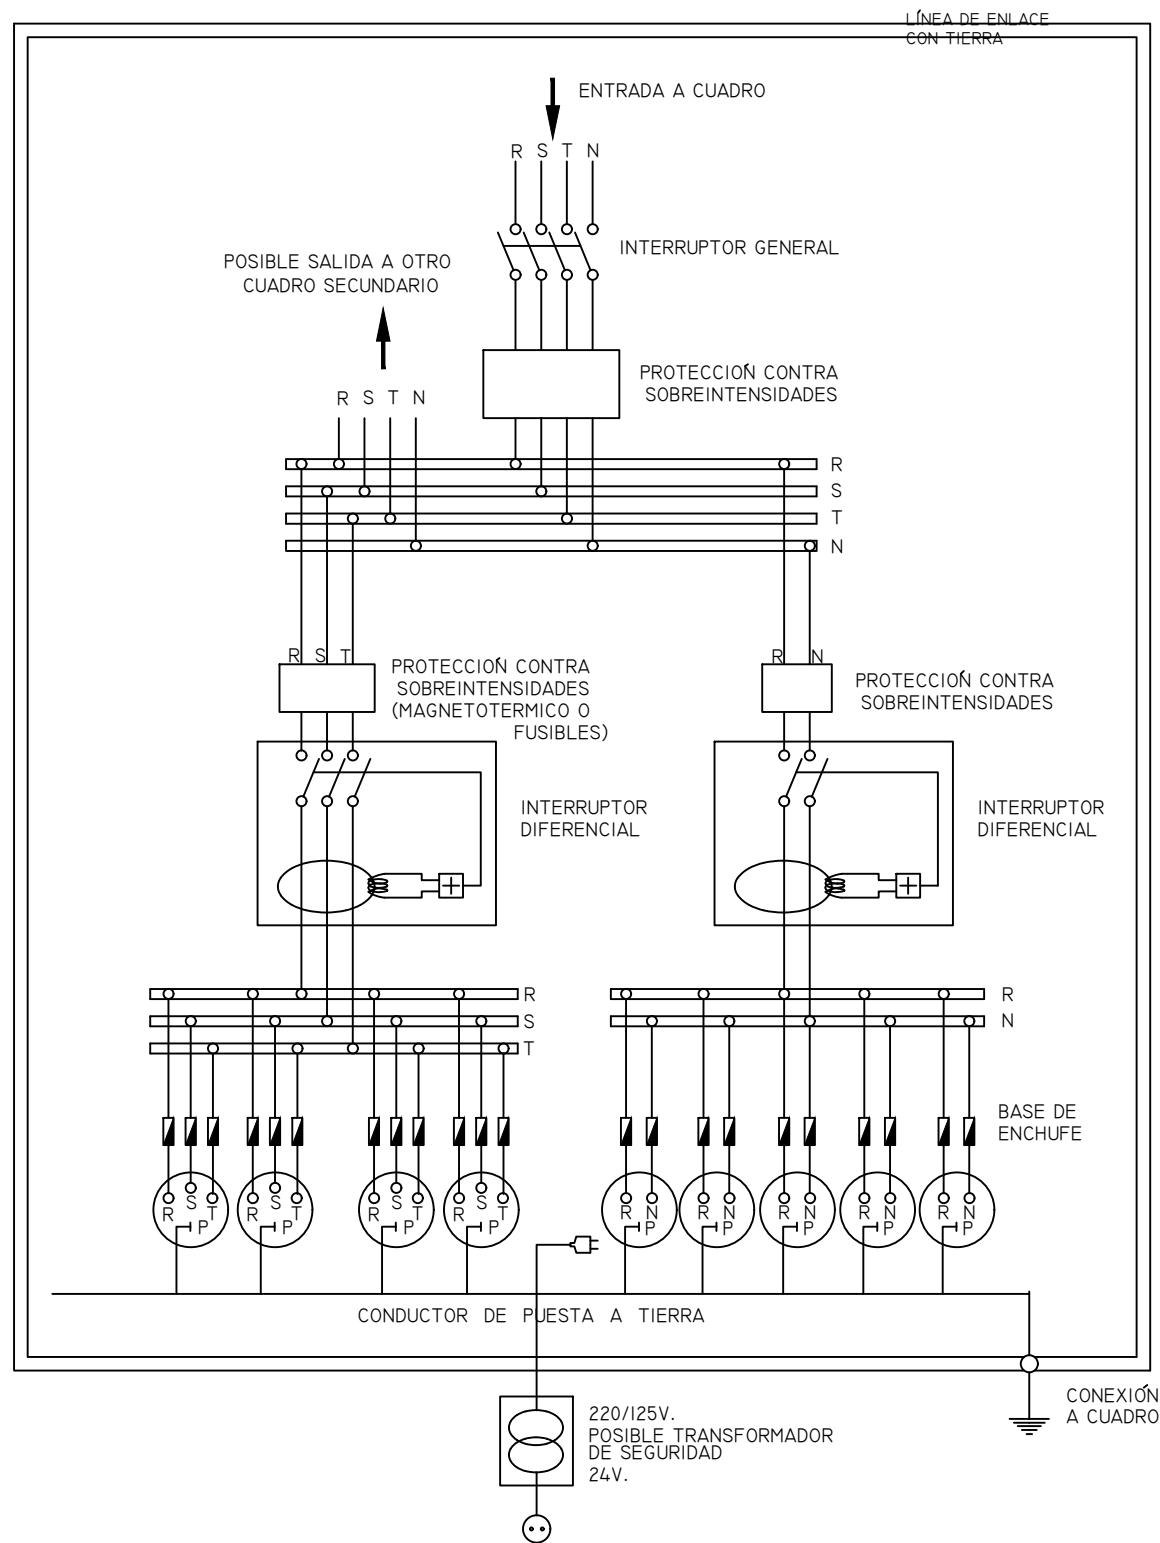 LÍNEA DE ENLACE
CON TIERRA
ENTRADA A CUADRO
R S T N
INTERRUPTOR GENERAL
POSIBLE SALIDA A OTRO
CUADRO SECUNDARIO
PROTECCIÓN CONTRA
SOBREINTENSIDADES
R S T N
R
S
T
N
R S T
PROTECCIÓN CONTRA
SOBREINTENSIDADES
(MAGNETOTERMICO O
FUSIBLES)
R N
PROTECCIÓN CONTRA
SOBREINTENSIDADES
INTERRUPTOR
DIFERENCIAL
INTERRUPTOR
DIFERENCIAL
R
S
T
R
N
BASE DE
ENCHUFE
R S T P
R S T P
R S T P
R S T P
R N P
R N P
R N P
R N P
R N P
CONDUCTOR DE PUESTA A TIERRA
CONEXIÓN
A CUADRO
220/125V.
POSIBLE TRANSFORMADOR
DE SEGURIDAD
24V.